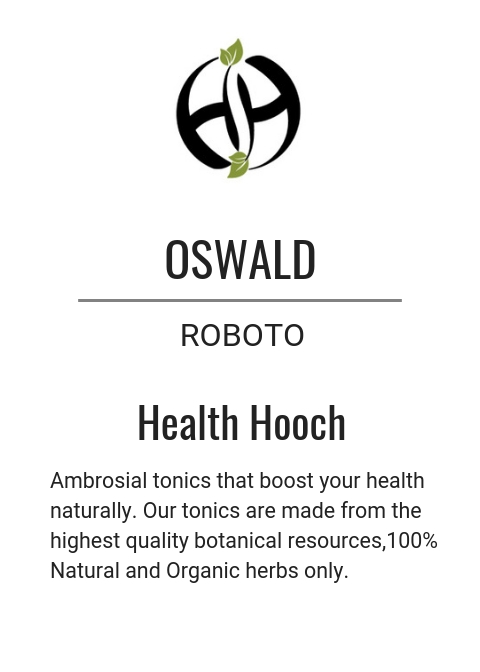 OSWALD
ROBOTO
Health Hooch
Ambrosial tonics that boost your health
naturally. Our tonics are made from the
highest quality botanical resources,100%
Natural and Organic herbs only.